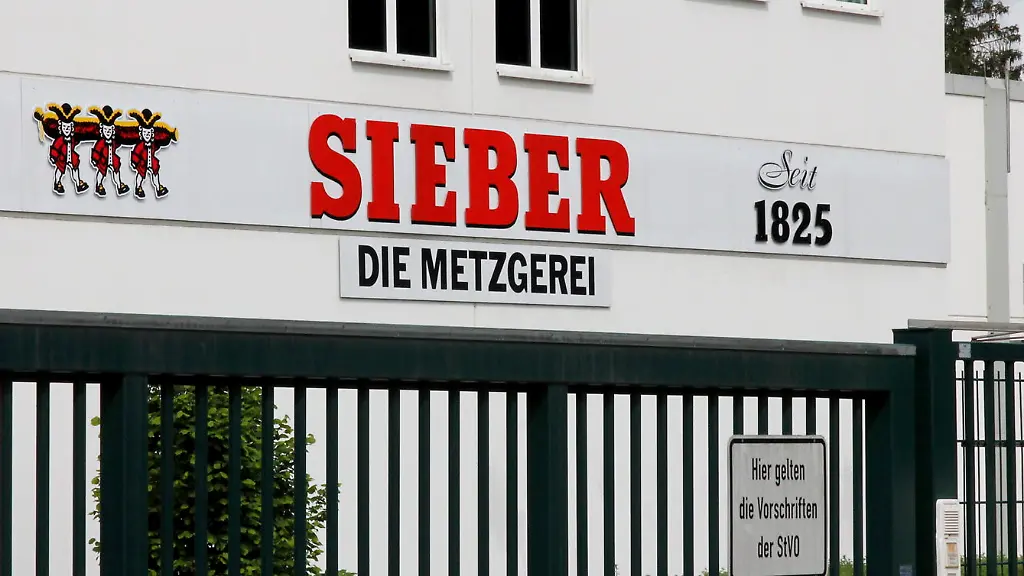 SIEBER
Seit
1825
DIE METZGEREI
Hier gelten
die Vorschriften
der StVO